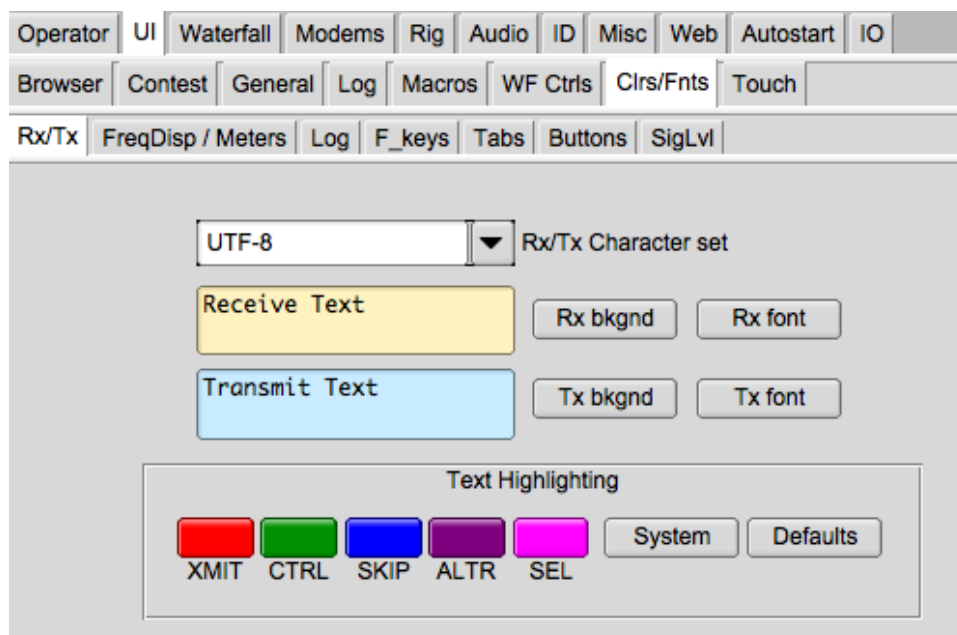 Operator UI Waterfall Modems Rig Audio ID Misc Web Autostart IO
Browser Contest General Log Macros WF Ctrls Clrs/Fnts Touch
Rx/Tx FreqDisp / Meters Log F_keys Tabs Buttons SigLvl
UTF-8 Rx/Tx Character set
Receive Text Rx bkgnd Rx font
Transmit Text Tx bkgnd Tx font
Text Highlighting
System Defaults
XMIT CTRL SKIP ALTR SEL